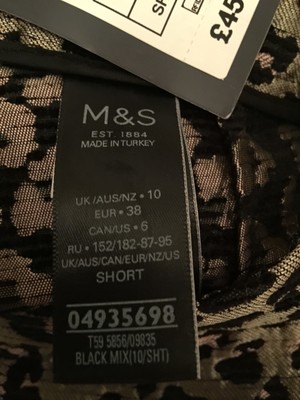 £45
M&S
EST. 1884
MADE IN TURKEY
UK/AUS/NZ • 10
EUR • 38
CAN/US • 6
RU • 152/182-87-95
UK/AUS/CAN/EUR/NZ/US
SHORT
04935698
T59 5856/09835
BLACK MIX(10/SHT)